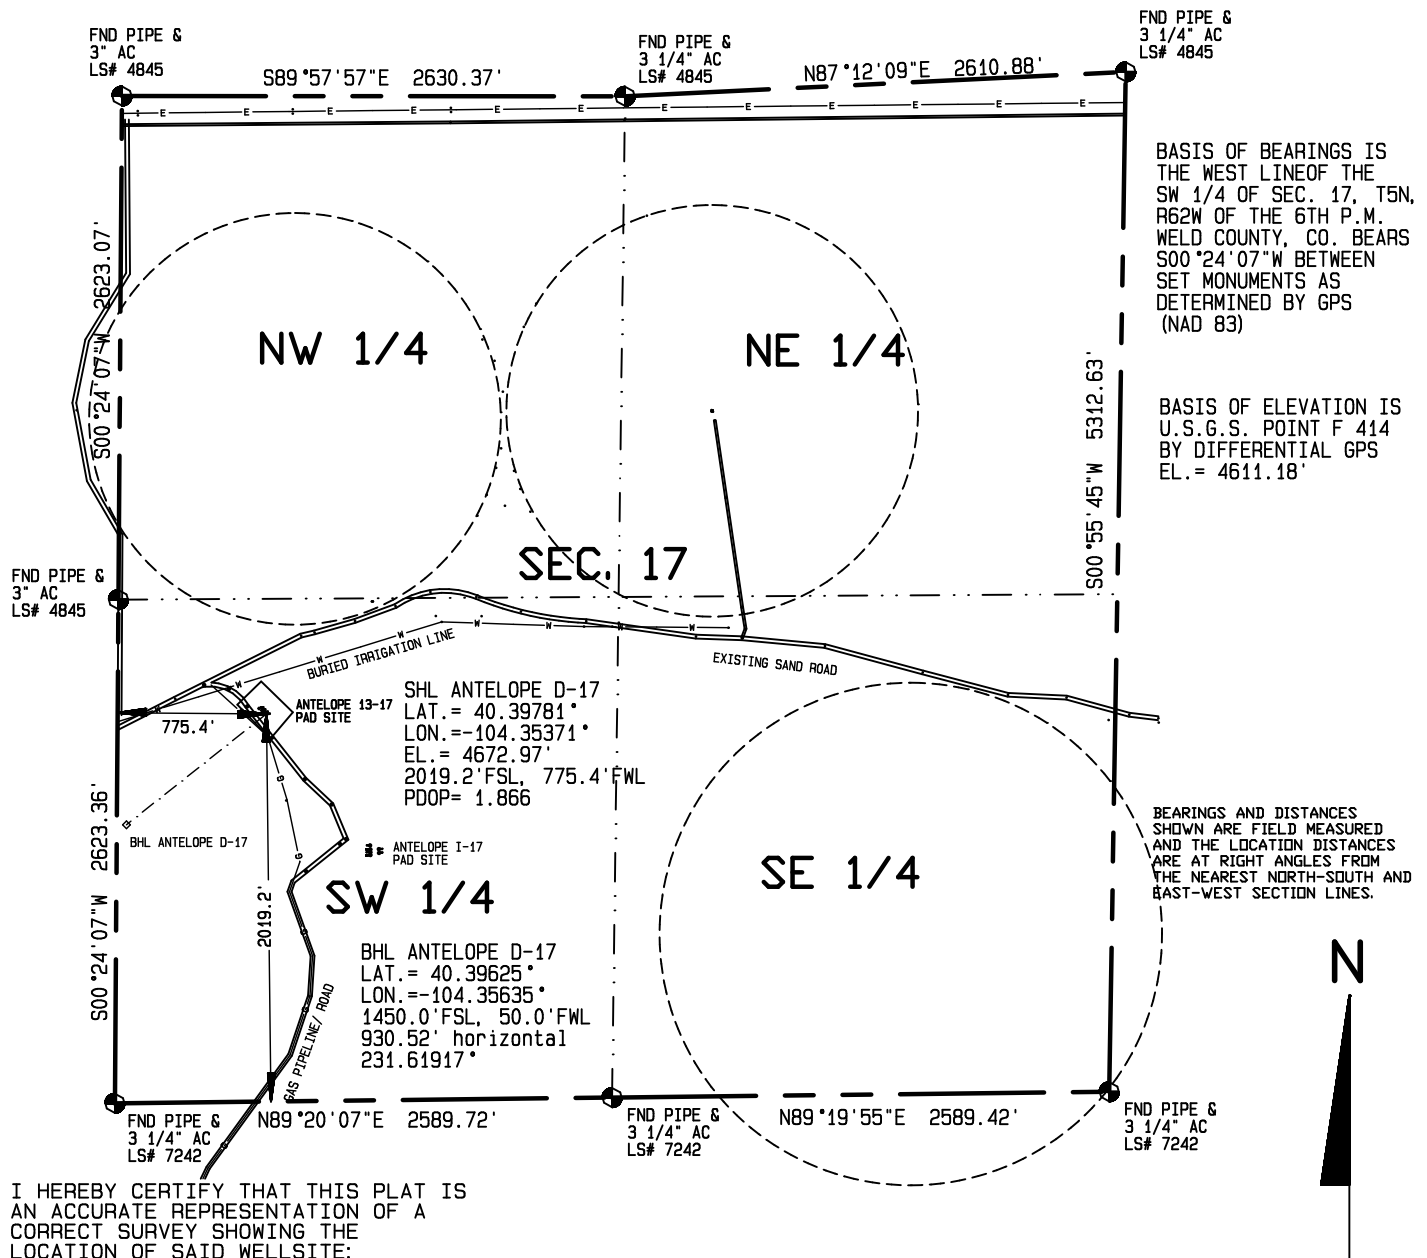 FND PIPE &
3" AC
LS# 4845
S89°57'57"E 2630.37'
FND PIPE &
3 1/4" AC
LS# 4845
N87°12'09"E 2610.88'
FND PIPE &
3 1/4" AC
LS# 4845
E E E E E E E E E E E E
BASIS OF BEARINGS IS
THE WEST LINEOF THE
SW 1/4 OF SEC. 17, T5N,
R62W OF THE 6TH P.M.
WELD COUNTY, CO. BEARS
S00°24'07"W BETWEEN
SET MONUMENTS AS
DETERMINED BY GPS
(NAD 83)
S00°24'07"W 2623.07'
NW 1/4
NE 1/4
S00°55'45"W 5312.63'
BASIS OF ELEVATION IS
U.S.G.S. POINT F 414
BY DIFFERENTIAL GPS
EL.= 4611.18'
SEC. 17
FND PIPE &
3" AC
LS# 4845
W W W W W W W W
BURIED IRRIGATION LINE
EXISTING SAND ROAD
ANTELOPE 13-17
PAD SITE
775.4'
SHL ANTELOPE D-17
LAT.= 40.39781°
LON.=-104.35371°
EL.= 4672.97'
2019.2'FSL, 775.4'FWL
PDOP= 1.866
S00°24'07"W 2623.36'
BHL ANTELOPE D-17
G
G
ANTELOPE I-17
PAD SITE
SW 1/4
SE 1/4
BEARINGS AND DISTANCES
SHOWN ARE FIELD MEASURED
AND THE LOCATION DISTANCES
ARE AT RIGHT ANGLES FROM
THE NEAREST NORTH-SOUTH AND
EAST-WEST SECTION LINES.
2019.2'
BHL ANTELOPE D-17
LAT.= 40.39625°
LON.=-104.35635°
1450.0'FSL, 50.0'FWL
930.52' horizontal
231.61917°
GAS PIPELINE/ ROAD
N
FND PIPE &
3 1/4" AC
LS# 7242
N89°20'07"E 2589.72'
FND PIPE &
3 1/4" AC
LS# 7242
N89°19'55"E 2589.42'
FND PIPE &
3 1/4" AC
LS# 7242
I HEREBY CERTIFY THAT THIS PLAT IS
AN ACCURATE REPRESENTATION OF A
CORRECT SURVEY SHOWING THE
LOCATION OF SAID WELLSITE: